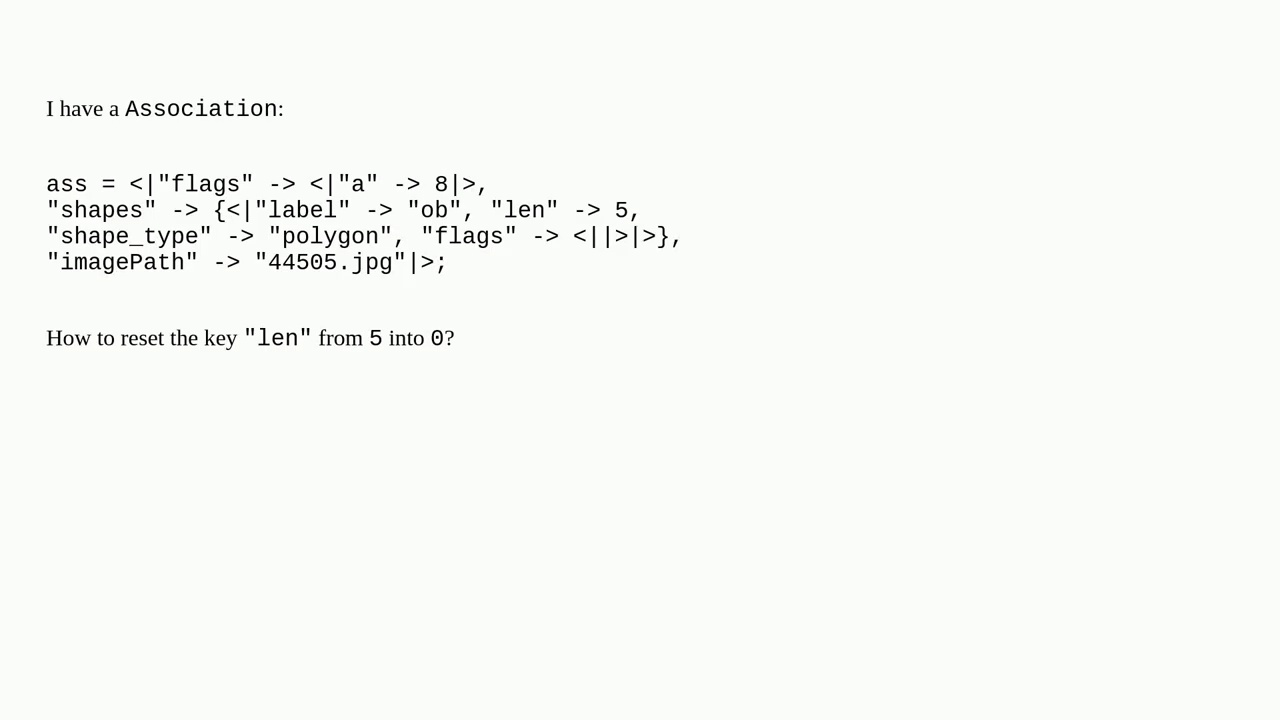 I have a Association:
ass = <|"flags" -> <|"a" -> 8|>,
"shapes" -> {<|"label" -> "ob", "len" -> 5,
"shape_type" -> "polygon", "flags" -> <||>|>},
"imagePath" -> "44505.jpg"|>;
How to reset the key "len" from 5 into 0?